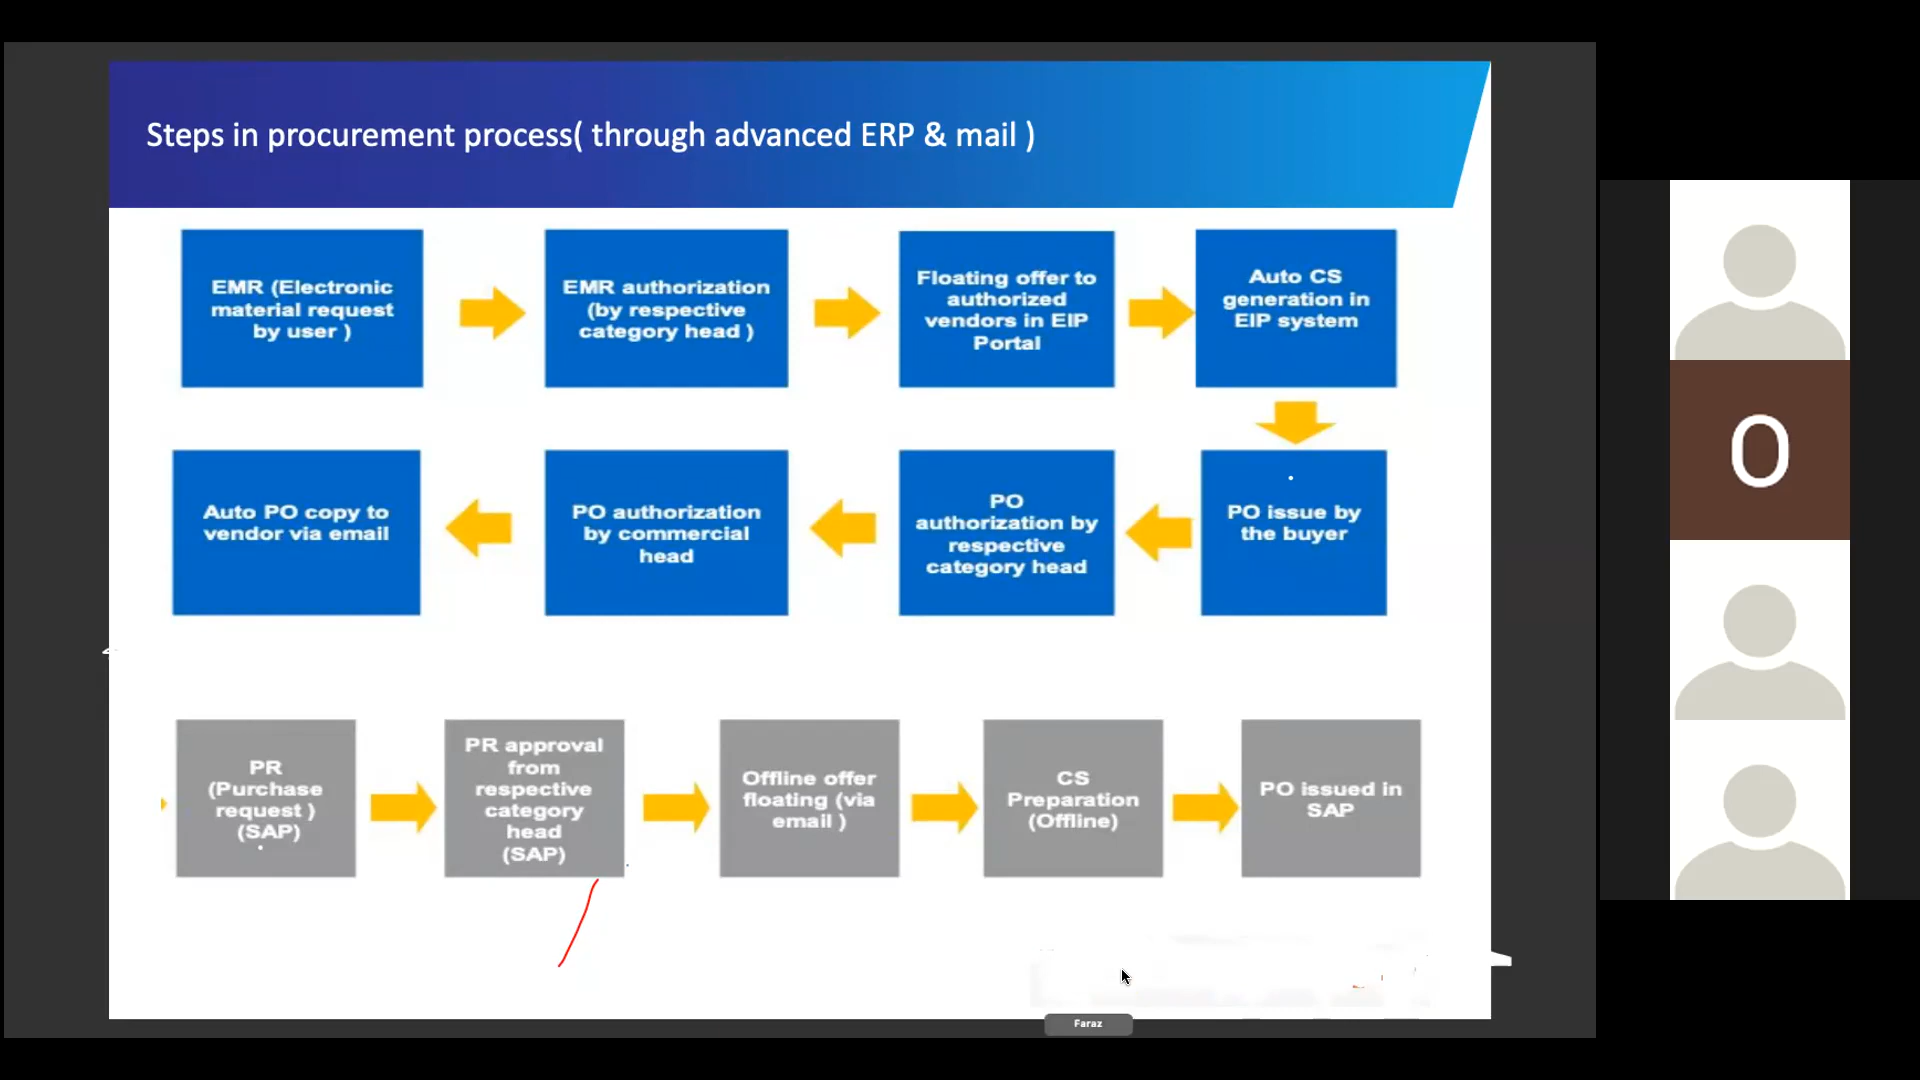 Steps in procurement process( through advanced ERP & mail )
EMR (Electronic
material request
by user )
EMR authorization
(by respective
category head )
Floating offer to
authorized
vendors in EIP
Portal
Auto CS
generation in
EIP system
Auto PO copy to
vendor via email
PO authorization
by commercial
head
PO
authorization by
respective
category head
PO issue by
the buyer
PR
(Purchase
request )
(SAP)
PR approval
from
respective
category
head
(SAP)
Offline offer
floating (via
email )
CS
Preparation
(Offline)
PO issued in
SAP
Faraz
O